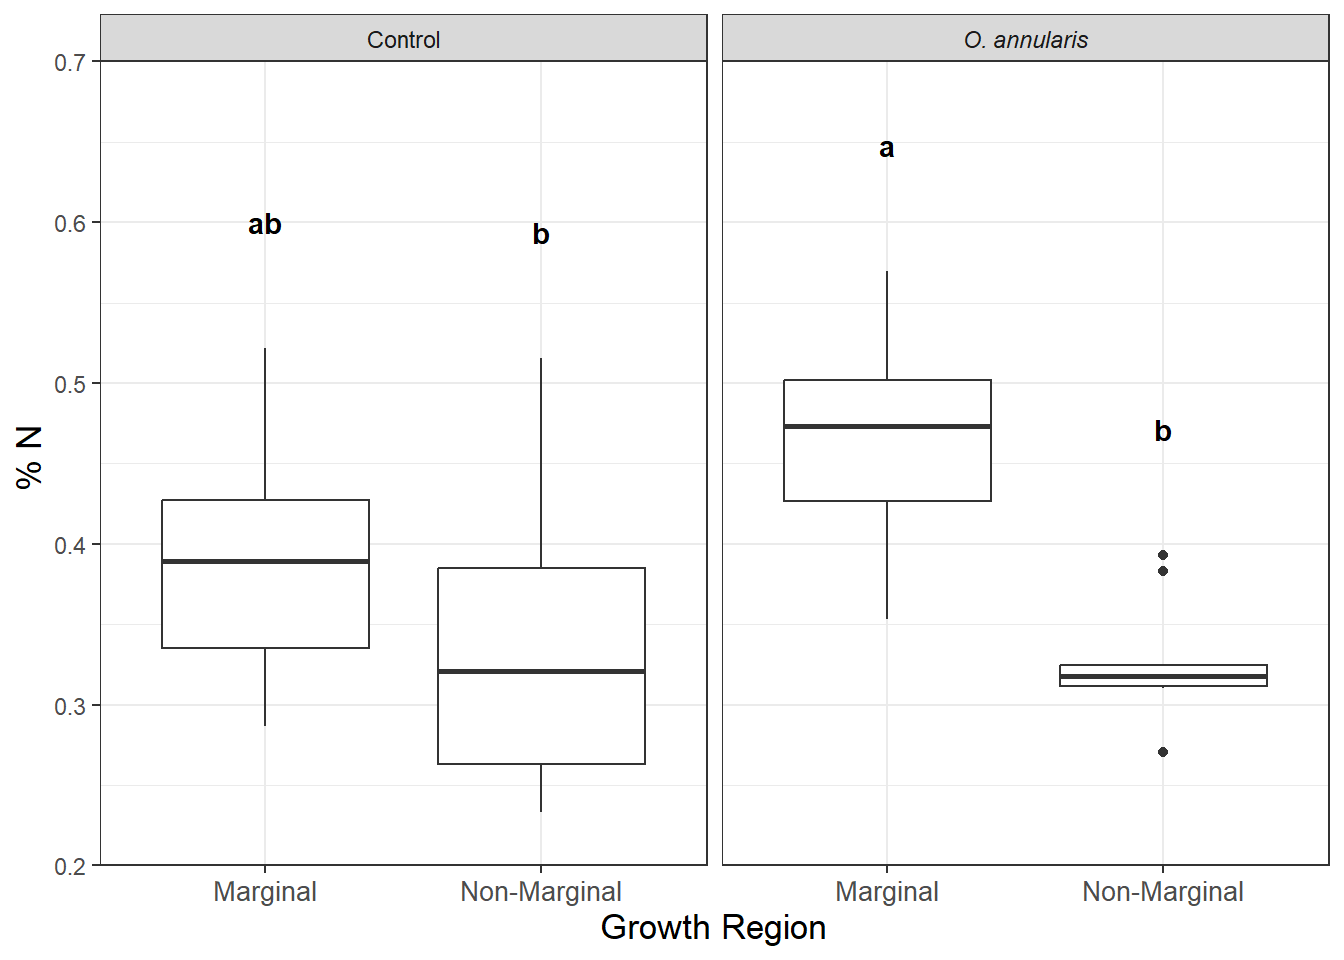 Control
O. annularis
0.7
0.6
0.5
0.4
0.3
0.2
% N
ab
b
a
b
Marginal
Non-Marginal
Marginal
Non-Marginal
Growth Region